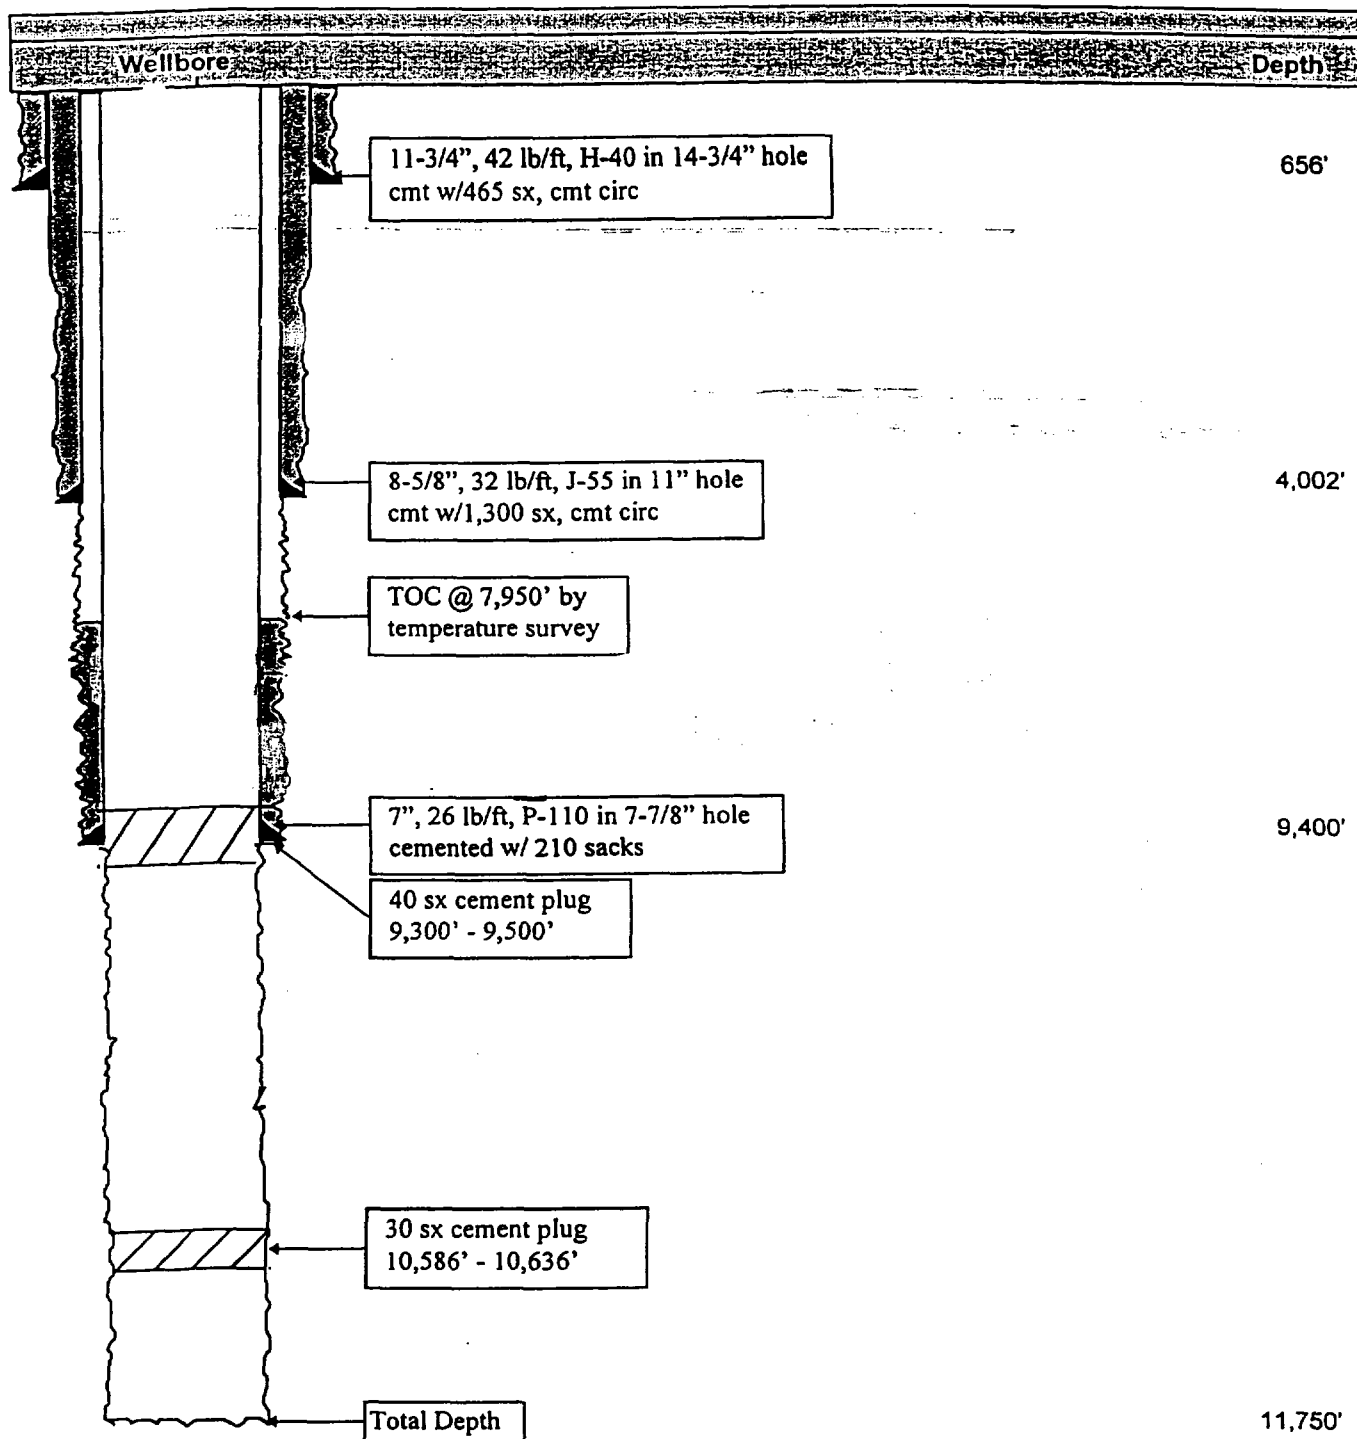 Wellbore Depth
11-3/4”, 42 lb/ft, H-40 in 14-3/4” hole
cmt w/465 sx, cmt circ
656'
8-5/8”, 32 lb/ft, J-55 in 11” hole
cmt w/1,300 sx, cmt circ
4,002'
TOC @ 7,950’ by
temperature survey
7”, 26 lb/ft, P-110 in 7-7/8” hole
cemented w/ 210 sacks
9,400'
40 sx cement plug
9,300’ - 9,500’
30 sx cement plug
10,586’ - 10,636’
Total Depth
11,750'